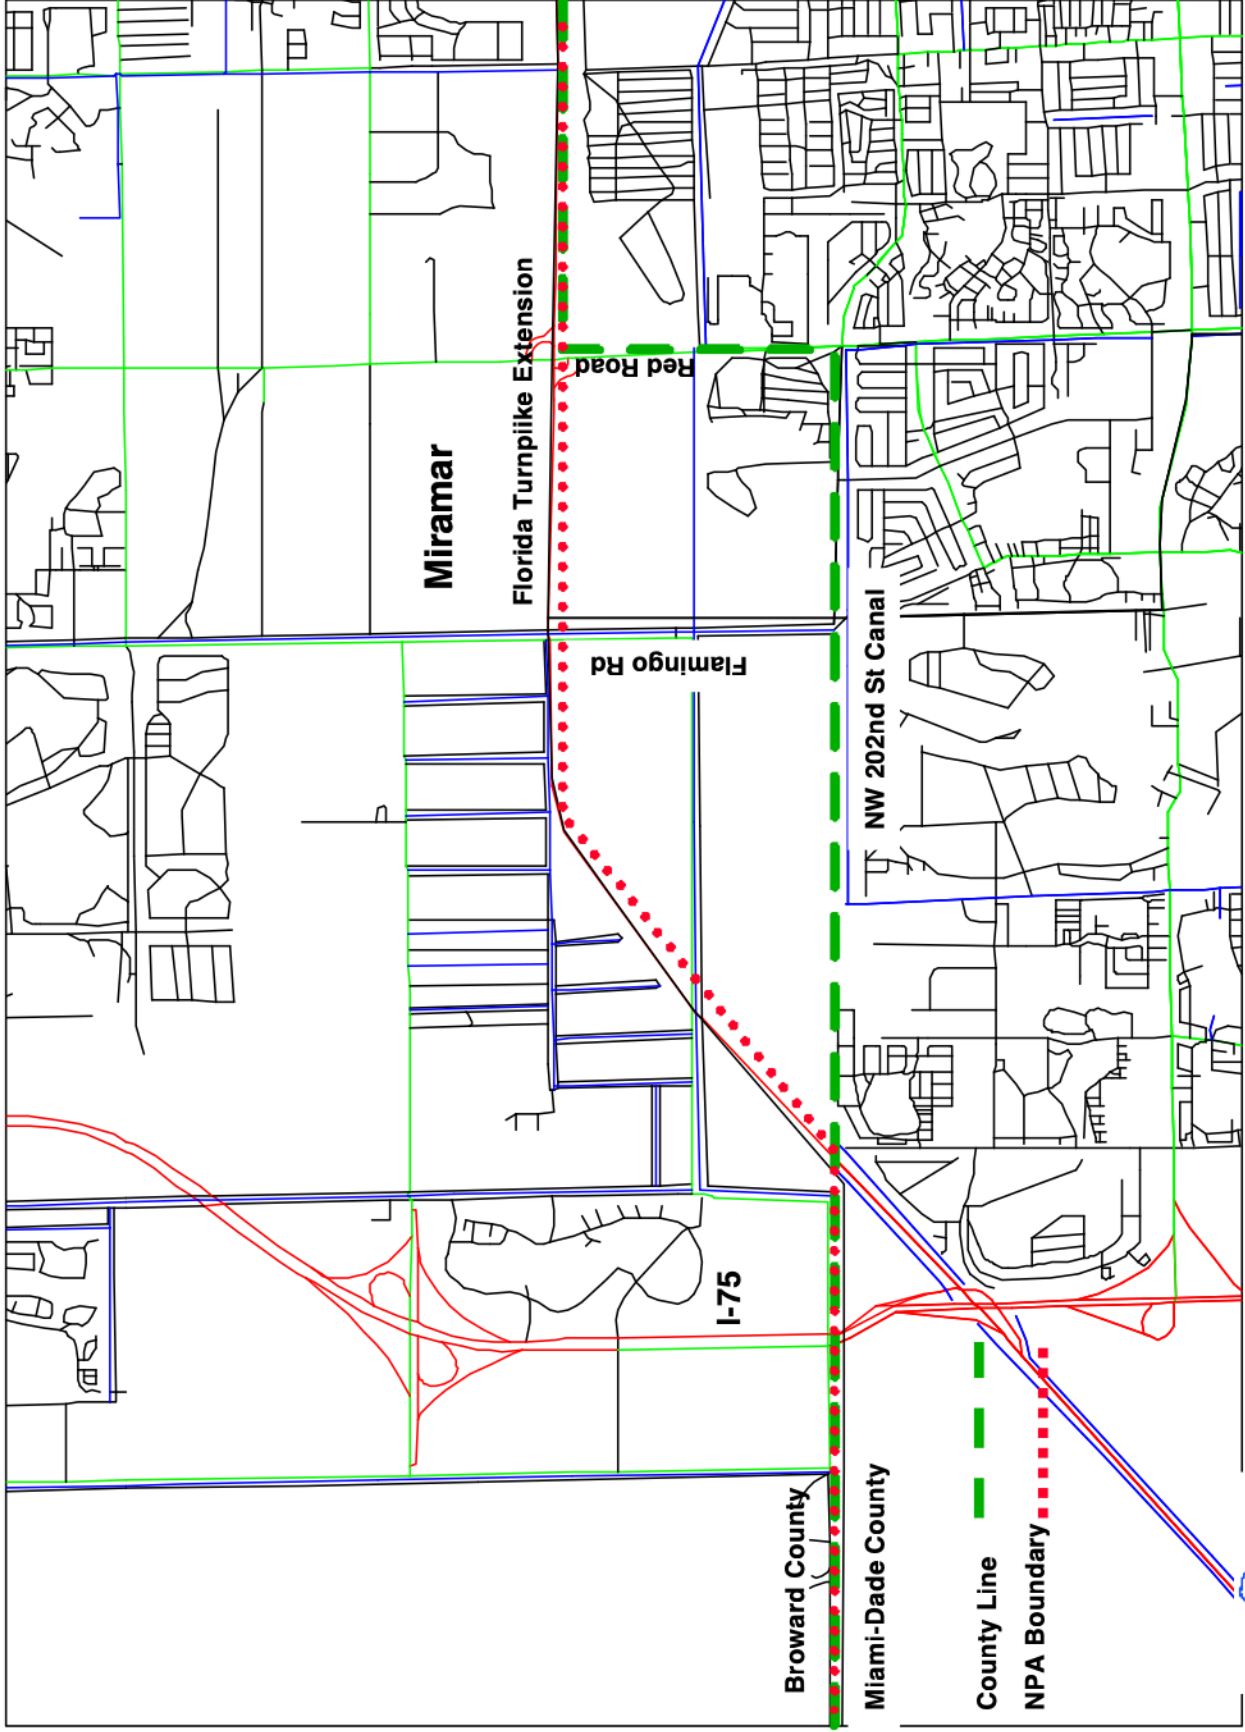 Miramar
Florida Turnpiike Extension
Red Road
Flamingo Rd
NW 202nd St Canal
I-75
Broward County
Miami-Dade County
County Line
NPA Boundary